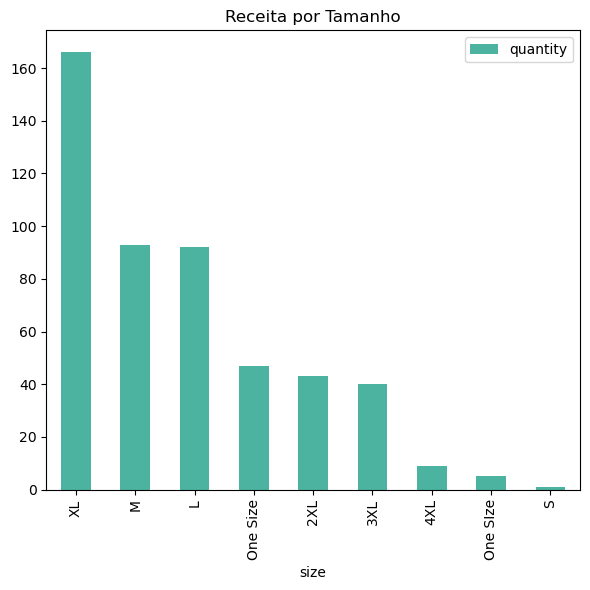 Receita por Tamanho
quantity
160
140
120
100
80
60
40
20
0
XL
M
L
One Size
2XL
3XL
4XL
One SIze
S
size